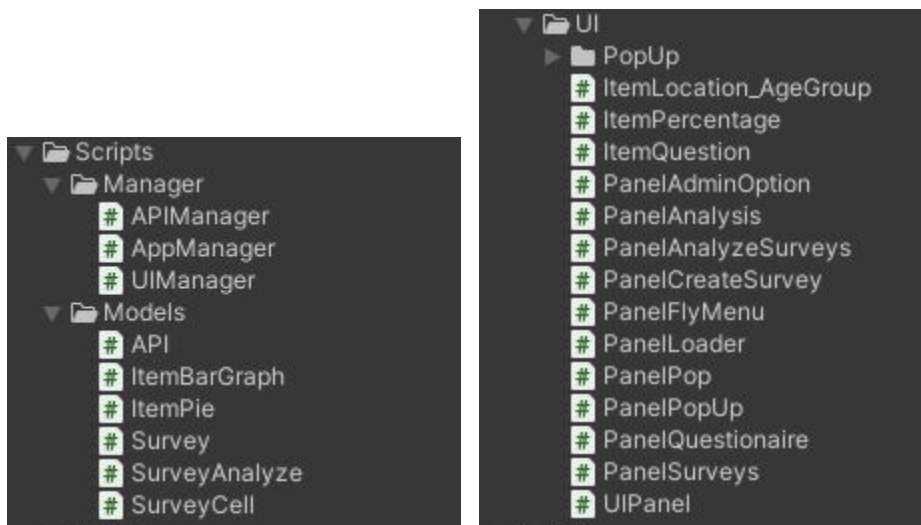 Scripts
Manager
APIManager
AppManager
UIManager
Models
API
ItemBarGraph
ItemPie
Survey
SurveyAnalyze
SurveyCell
UI
PopUp
ItemLocation_AgeGroup
ItemPercentage
ItemQuestion
PanelAdminOption
PanelAnalysis
PanelAnalyzeSurveys
PanelCreateSurvey
PanelFlyMenu
PanelLoader
PanelPop
PanelPopUp
PanelQuestionaire
PanelSurveys
UIPanel